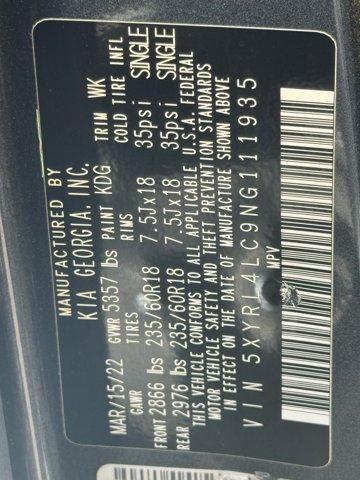 MANUFACTURED BY
KIA GEORGIA, INC.
MAR/15/22 GVWR 5357 lbs PAINT KDG TRIM WK
GAWR TIRES RIMS COLD TIRE INFL
FRONT 2866 lbs 235/60R18 7.5Jx18 35psi SINGLE
REAR 2976 lbs 235/60R18 7.5Jx18 35psi SINGLE
THIS VEHICLE CONFORMS TO ALL APPLICABLE U.S.A. FEDERAL
MOTOR VEHICLE SAFETY AND THEFT PREVENTION STANDARDS
IN EFFECT ON THE DATE OF MANUFACTURE SHOWN ABOVE
VIN 5XYRL4LC9NG111935
MPV